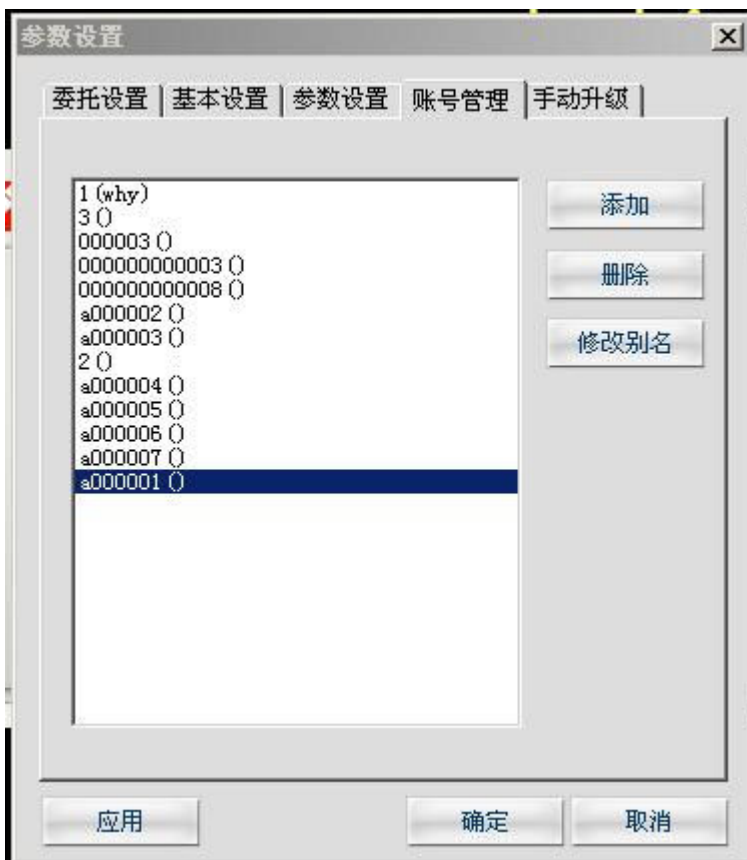 参数设置
委托设置 基本设置 参数设置 账号管理 手动升级
1 (why)
3 ()
000003 ()
000000000003 ()
000000000008 ()
a000002 ()
a000003 ()
2 ()
a000004 ()
a000005 ()
a000006 ()
a000007 ()
a000001 ()
添加
删除
修改别名
应用 确定 取消